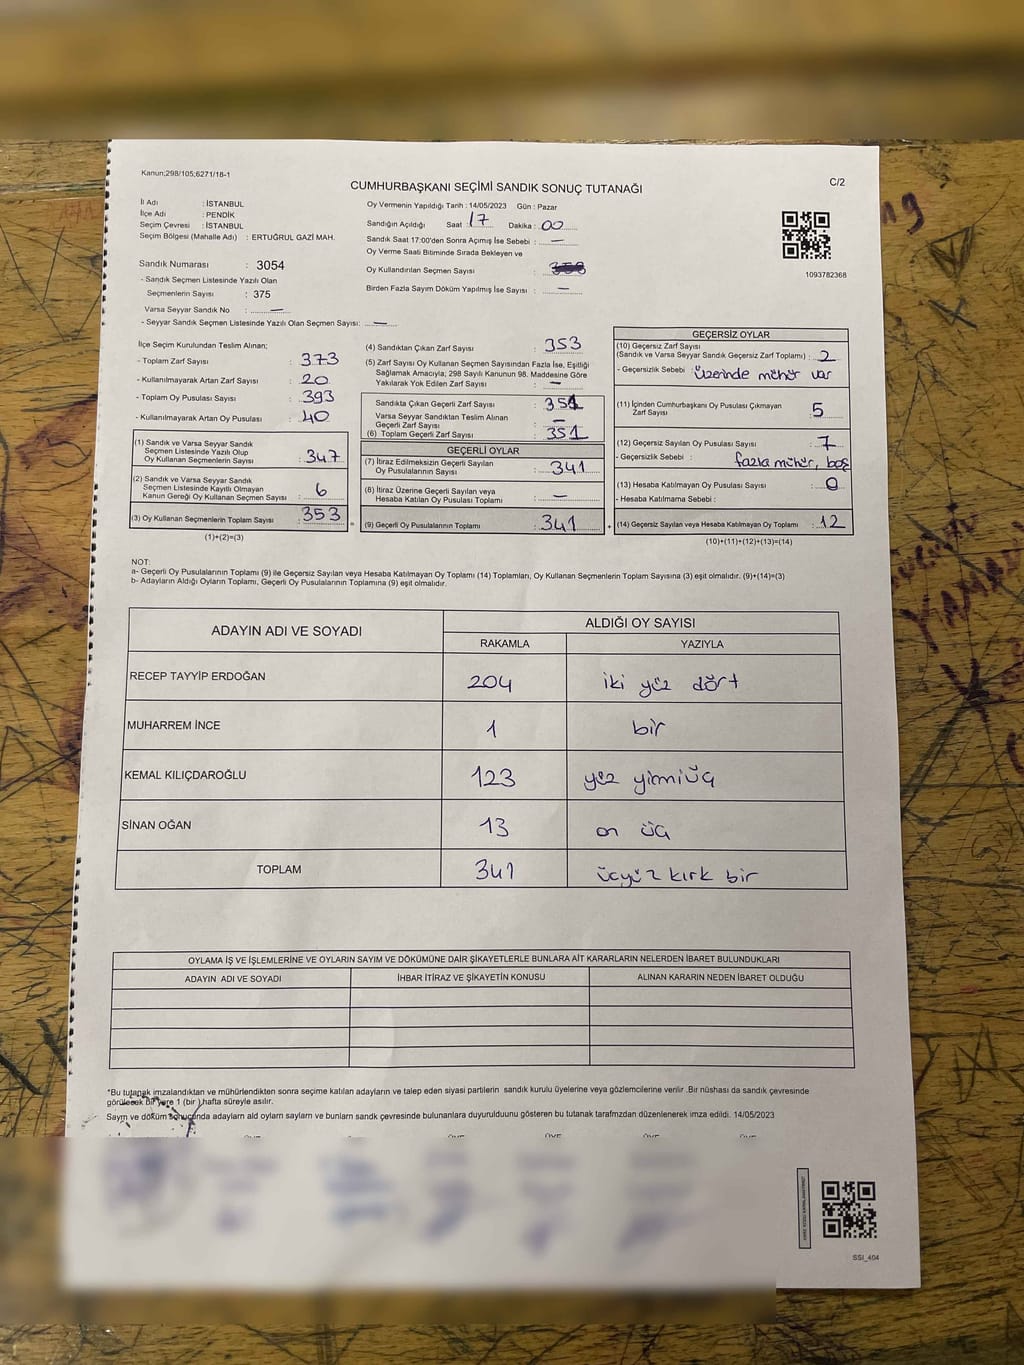 Kanun;298/105;6271/18-1
C/2
CUMHURBAŞKANI SEÇİMİ SANDIK SONUÇ TUTANAĞI
İl Adı : İSTANBUL
İlçe Adı : PENDİK
Seçim Çevresi : İSTANBUL
Seçim Bölgesi (Mahalle Adı) : ERTUĞRUL GAZİ MAH.
Sandık Numarası : 3054
- Sandık Seçmen Listesinde Yazılı Olan
Seçmenlerin Sayısı : 375
Varsa Seyyar Sandık No : —
- Seyyar Sandık Seçmen Listesinde Yazılı Olan Seçmen Sayısı: —
Oy Vermenin Yapıldığı Tarih : 14/05/2023 Gün : Pazar
Sandığın Açıldığı Saat : 17 Dakika : 00
Sandık Saat 17:00'den Sonra Açımış İse Sebebi : —
Oy Verme Saati Bitiminde Sırada Bekleyen ve
Oy Kullandırılan Seçmen Sayısı :
Birden Fazla Sayım Döküm Yapılmış İse Sayısı : —
1093782368
İlçe Seçim Kurulundan Teslim Alınan;
- Toplam Zarf Sayısı : 373
- Kullanılmayarak Artan Zarf Sayısı : 20
- Toplam Oy Pusulası Sayısı : 393
- Kullanılmayarak Artan Oy Pusulası : 40
(1) Sandık ve Varsa Seyyar Sandık
Seçmen Listesinde Yazılı Olup
Oy Kullanan Seçmenlerin Sayısı : 347
(2) Sandık ve Varsa Seyyar Sandık
Seçmen Listesinde Kayıtlı Olmayan
Kanun Gereği Oy Kullanan Seçmen Sayısı : 6
(3) Oy Kullanan Seçmenlerin Toplam Sayısı : 353
(1)+(2)=(3)
(4) Sandıktan Çıkan Zarf Sayısı : 353
(5) Zarf Sayısı Oy Kullanan Seçmen Sayısından Fazla İse, Eşitliği
Sağlamak Amacıyla; 298 Sayılı Kanunun 98. Maddesine Göre
Yakılarak Yok Edilen Zarf Sayısı : —
Sandıkta Çıkan Geçerli Zarf Sayısı : 351
Varsa Seyyar Sandıktan Teslim Alınan
Geçerli Zarf Sayısı : —
(6) Toplam Geçerli Zarf Sayısı : 351
GEÇERLİ OYLAR
(7) İtiraz Edilmeksizin Geçerli Sayılan
Oy Pusulalarının Sayısı : 341
(8) İtiraz Üzerine Geçerli Sayılan veya
Hesaba Katılan Oy Pusulası Toplamı : —
= (9) Geçerli Oy Pusulalarının Toplamı : 341
GEÇERSİZ OYLAR
(10) Geçersiz Zarf Sayısı
(Sandık ve Varsa Seyyar Sandık Geçersiz Zarf Toplamı) : 2
- Geçersizlik Sebebi : Üzerinde mühür var
(11) İçinden Cumhurbaşkanı Oy Pusulası Çıkmayan
Zarf Sayısı 5
(12) Geçersiz Sayılan Oy Pusulası Sayısı : 7
- Geçersizlik Sebebi : fazla mühür, boş
(13) Hesaba Katılmayan Oy Pusulası Sayısı : 0
- Hesaba Katılmama Sebebi :
+ (14) Geçersiz Sayılan veya Hesaba Katılmayan Oy Toplamı : 12
(10)+(11)+(12)+(13)=(14)
NOT:
a- Geçerli Oy Pusulalarının Toplamı (9) ile Geçersiz Sayılan veya Hesaba Katılmayan Oy Toplamı (14) Toplamları, Oy Kullanan Seçmenlerin Toplam Sayısına (3) eşit olmalıdır. (9)+(14)=(3)
b- Adayların Aldığı Oyların Toplamı, Geçerli Oy Pusulalarının Toplamına (9) eşit olmalıdır.
ADAYIN ADI VE SOYADI
ALDIĞI OY SAYISI
RAKAMLA YAZIYLA
RECEP TAYYİP ERDOĞAN 204 iki yüz dört
MUHARREM İNCE 1 bir
KEMAL KILIÇDAROĞLU 123 yüz yirmiüç
SİNAN OĞAN 13 on üç
TOPLAM 341 üçyüz kırk bir
OYLAMA İŞ VE İŞLEMLERİNE VE OYLARIN SAYIM VE DÖKÜMÜNE DAİR ŞİKAYETLERLE BUNLARA AİT KARARLARIN NELERDEN İBARET BULUNDUKLARI
ADAYIN ADI VE SOYADI İHBAR İTİRAZ VE ŞİKAYETİN KONUSU ALINAN KARARIN NEDEN İBARET OLDUĞU
*Bu tutanak imzalandıktan ve mühürlendikten sonra seçime katılan adayların ve talep eden siyasi partilerin sandık kurulu üyelerine veya gözlemcilerine verilir .Bir nüshası da sandık çevresinde
görülecek bir yere 1 (bir ) hafta süreyle asılır.
Sayım ve döküm sonucunda adayların ald oyların sayların ve bunların sandk çevresinde bulunanlara duyurulduunu gösteren bu tutanak tarafmzdan düzenlenerek imza edildi. 14/05/2023
SSI_404